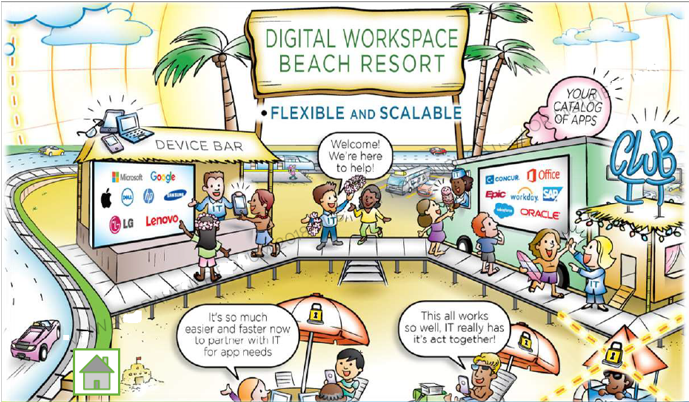 DIGITAL WORKSPACE
BEACH RESORT
• FLEXIBLE AND SCALABLE
YOUR
CATALOG
OF APPS
DEVICE BAR
Welcome!
We're here
to help!
CLUB
Microsoft Google
DELL hp SAMSUNG
LG Lenovo
CONCUR Office
Epic workday SAP
salesforce ORACLE
IT
IT
IT
It's so much
easier and faster now
to partner with IT
for app needs
This all works
so well, IT really has
it's act together!